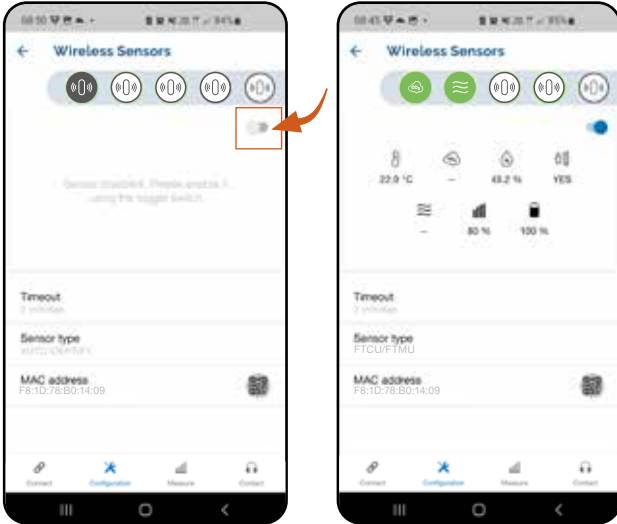 Wireless Sensors
Sensor disabled. Please enable it
using the toggle switch.
Timeout
2 minutes
Sensor type
AUTO IDENTIFY
MAC address
F8:1D:78:B0:14:09
Connect Configuration Measure Contact
08:45
Wireless Sensors
22.9 °C – 43.2 % YES
– 80 % 100 %
Timeout
2 minutes
Sensor type
FTCU/FTMU
MAC address
F8:1D:78:B0:14:09
Connect Configuration Measure Contact